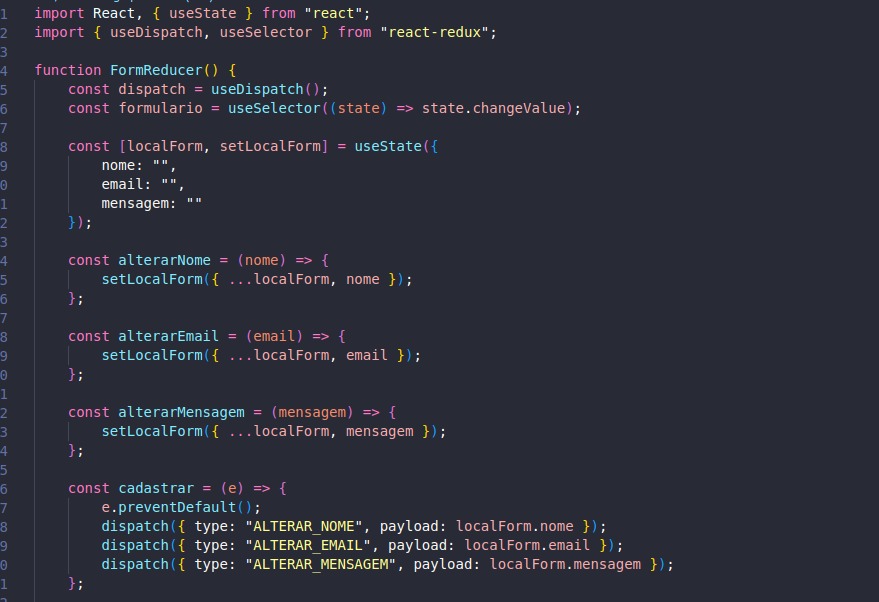 1 import React, { useState } from "react";
2 import { useDispatch, useSelector } from "react-redux";
3
4 function FormReducer() {
5     const dispatch = useDispatch();
6     const formulario = useSelector((state) => state.changeValue);
7
8     const [localForm, setLocalForm] = useState({
9         nome: "",
0         email: "",
1         mensagem: ""
2     });
3
4     const alterarNome = (nome) => {
5         setLocalForm({ ...localForm, nome });
6     };
7
8     const alterarEmail = (email) => {
9         setLocalForm({ ...localForm, email });
0     };
1
2     const alterarMensagem = (mensagem) => {
3         setLocalForm({ ...localForm, mensagem });
4     };
5
6     const cadastrar = (e) => {
7         e.preventDefault();
8         dispatch({ type: "ALTERAR_NOME", payload: localForm.nome });
9         dispatch({ type: "ALTERAR_EMAIL", payload: localForm.email });
0         dispatch({ type: "ALTERAR_MENSAGEM", payload: localForm.mensagem });
1     };